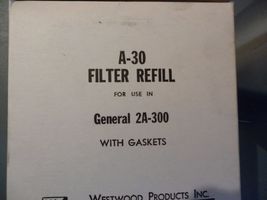 A-30
FILTER REFILL
FOR USE IN
General 2A-300
WITH GASKETS
WESTWOOD PRODUCTS INC.